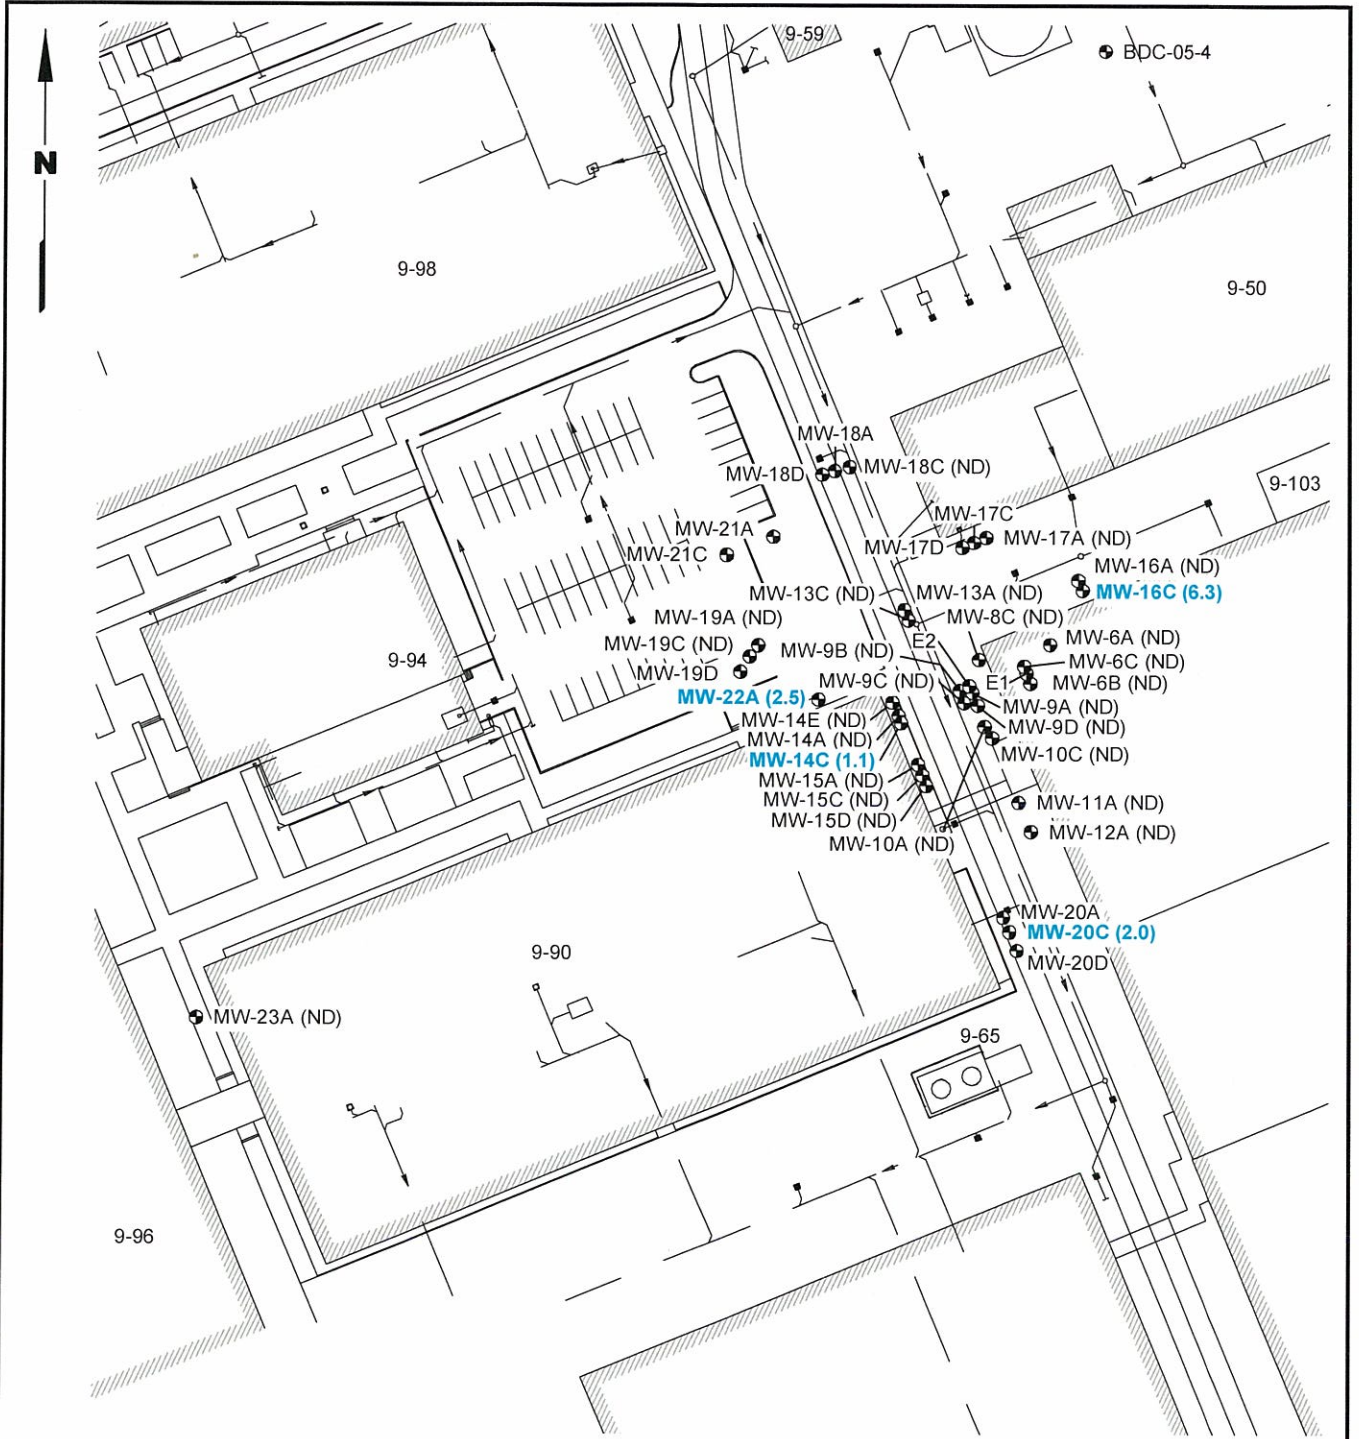 9-59
BDC-05-4
N
9-98
9-50
MW-18A
MW-18D
MW-18C (ND)
9-103
MW-17C
MW-21A
MW-17D
MW-17A (ND)
MW-21C
MW-16A (ND)
MW-13C (ND)
MW-13A (ND)
MW-16C (6.3)
MW-19A (ND)
MW-8C (ND)
E2
MW-6A (ND)
MW-19C (ND)
MW-9B (ND)
MW-6C (ND)
9-94
MW-19D
MW-9C (ND)
E1
MW-6B (ND)
MW-22A (2.5)
MW-9A (ND)
MW-14E (ND)
MW-9D (ND)
MW-14A (ND)
MW-10C (ND)
MW-14C (1.1)
MW-15A (ND)
MW-15C (ND)
MW-11A (ND)
MW-15D (ND)
MW-12A (ND)
MW-10A (ND)
MW-20A
MW-20C (2.0)
9-90
MW-20D
MW-23A (ND)
9-65
9-96